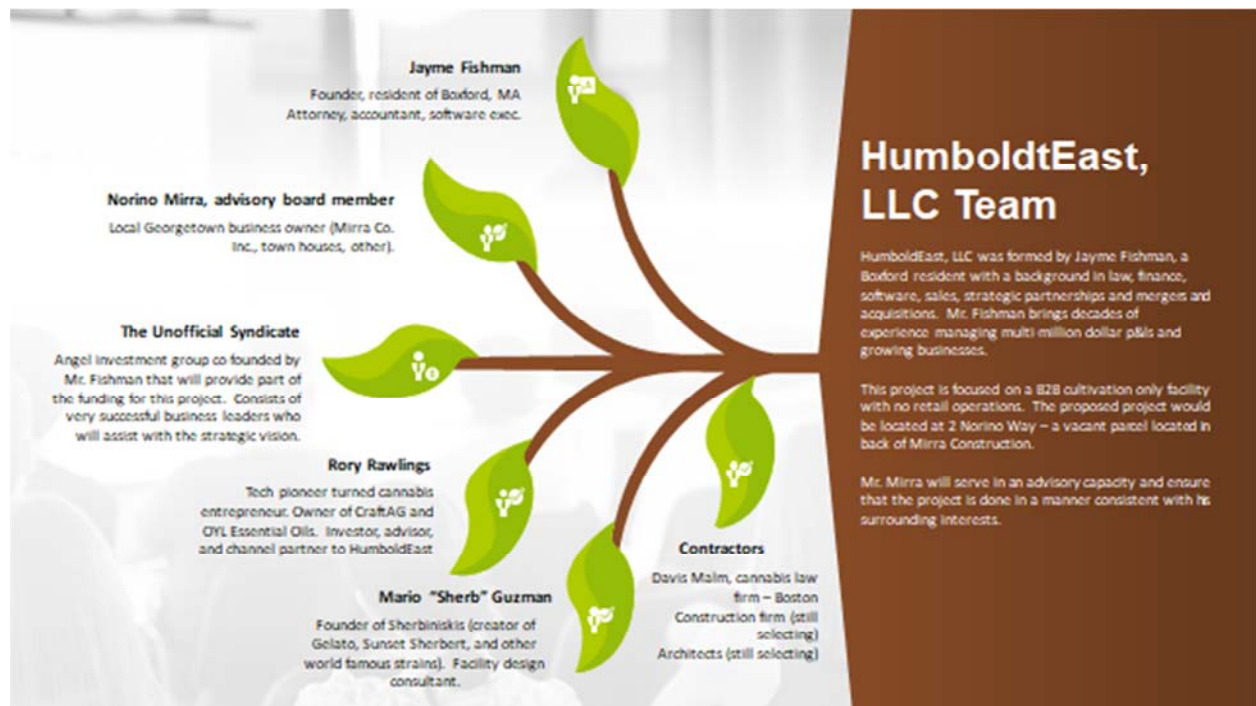 Jayme Fishman
Founder, resident of Boxford, MA
Attorney, accountant, software exec.
Norino Mirra, advisory board member
Local Georgetown business owner (Mirra Co.
Inc., town houses, other).
The Unofficial Syndicate
Angel investment group co founded by
Mr. Fishman that will provide part of
the funding for this project. Consists of
very successful business leaders who
will assist with the strategic vision.
Rory Rawlings
Tech pioneer turned cannabis
entrepreneur. Owner of CraftAG and
OYL Essential Oils. Investor, advisor,
and channel partner to HumboldEast
Mario "Sherb" Guzman
Founder of Sherbiniskis (creator of
Gelato, Sunset Sherbert, and other
world famous strains). Facility design
consultant.
Contractors
Davis Malm, cannabis law
firm – Boston
Construction firm (still
selecting)
Architects (still selecting)
HumboldtEast,
LLC Team
HumboldEast, LLC was formed by Jayme Fishman, a
Boxford resident with a background in law, finance,
software, sales, strategic partnerships and mergers and
acquisitions. Mr. Fishman brings decades of
experience managing multi million dollar p&ls and
growing businesses.
This project is focused on a B2B cultivation only facility
with no retail operations. The proposed project would
be located at 2 Norino Way – a vacant parcel located in
back of Mirra Construction.
Mr. Mirra will serve in an advisory capacity and ensure
that the project is done in a manner consistent with his
surrounding interests.